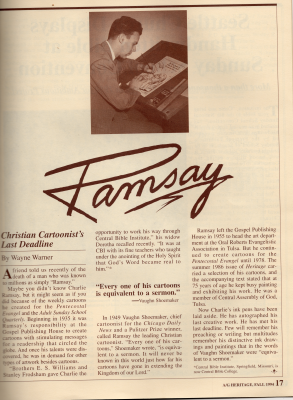 Ramsay
Christian Cartoonist's
Last Deadline
By Wayne Warner
A friend told us recently of the
death of a man who was known
to millions as simply "Ramsay."
Maybe you didn't know Charlie
Ramsay, but it might seem as if you
did because of the weekly cartoons
he created for the Pentecostal
Evangel and the Adult Sunday School
Quarterly. Beginning in 1935 it was
Ramsay's responsibility at the
Gospel Publishing House to create
cartoons with stimulating messages
for a readership that circled the
globe. And once his talents were dis-
covered, he was in demand for other
types of artwork besides cartoons.
"Brothers E. S. Williams and
Stanley Frodsham gave Charlie the
opportunity to work his way through
Central Bible Institute," his widow
Dorotha recalled recently. "It was at
CBI with its fine teachers who taught
under the anointing of the Holy Spirit
that God's Word became real to
him."*
"Every one of his cartoons
is equivalent to a sermon."
—Vaughn Shoemaker
In 1949 Vaughn Shoemaker, chief
cartoonist for the Chicago Daily
News and a Pulitzer Prize winner,
called Ramsay the leading Christian
cartoonist. "Every one of his car-
toons," Shoemaker wrote, "is equiva-
lent to a sermon. It will never be
known in this world just how far his
cartoons have gone in extending the
Kingdom of our Lord."
Ramsay left the Gospel Publishing
House in 1955 to head the art depart-
ment at the Oral Roberts Evangelistic
Association in Tulsa. But he contin-
ued to create cartoons for the
Pentecostal Evangel until 1978. The
summer 1986 issue of Heritage car-
ried a selection of his cartoons, and
the accompanying text stated that at
75 years of age he kept busy painting
and exhibiting his work. He was a
member of Central Assembly of God,
Tulsa.
Now Charlie's ink pens have been
laid aside. He has autographed his
last creative work. He has met his
last deadline. Few will remember his
preaching or writing but multitudes
remember his distinctive ink draw-
ings and paintings that in the words
of Vaughn Shoemaker were "equiva-
lent to a sermon."
*Central Bible Institute, Springfield, Missouri, is
now Central Bible College.
A/G HERITAGE, FALL 1994 17